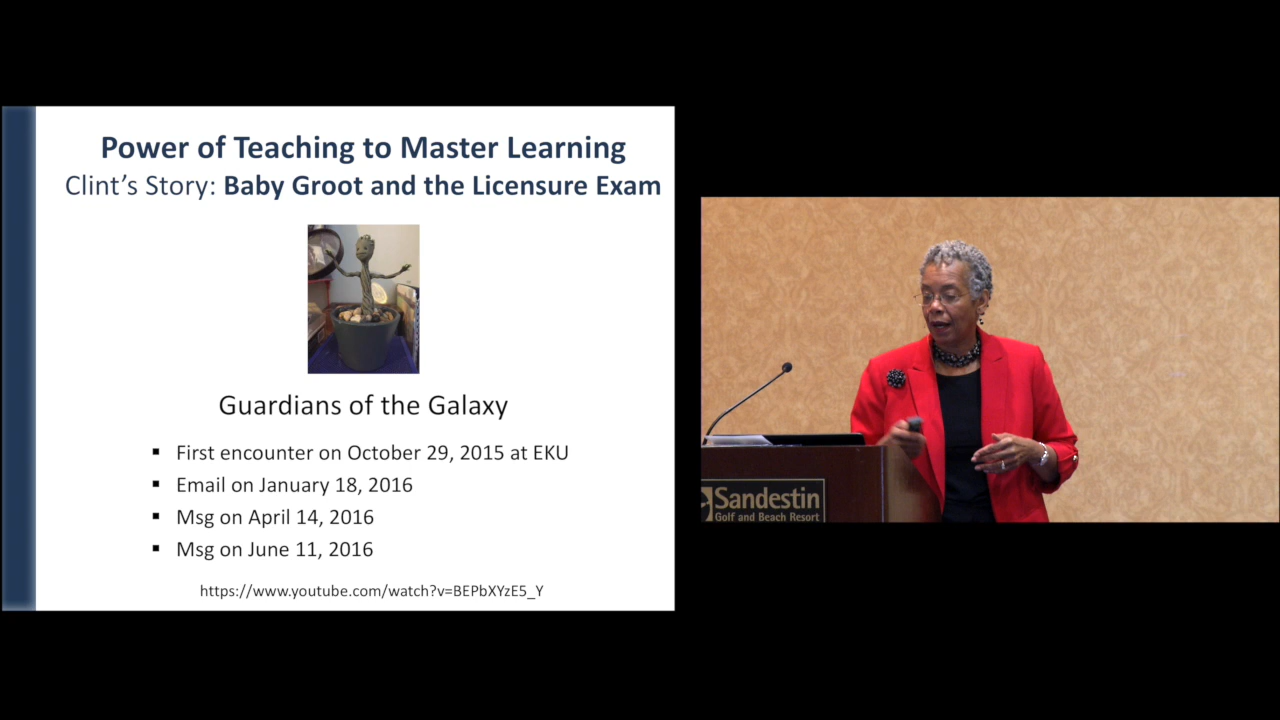 Power of Teaching to Master Learning
Clint's Story: Baby Groot and the Licensure Exam
Guardians of the Galaxy
▪ First encounter on October 29, 2015 at EKU
▪ Email on January 18, 2016
▪ Msg on April 14, 2016
▪ Msg on June 11, 2016
https://www.youtube.com/watch?v=BEPbXYzE5_Y
Sandestin
Golf and Beach Resort